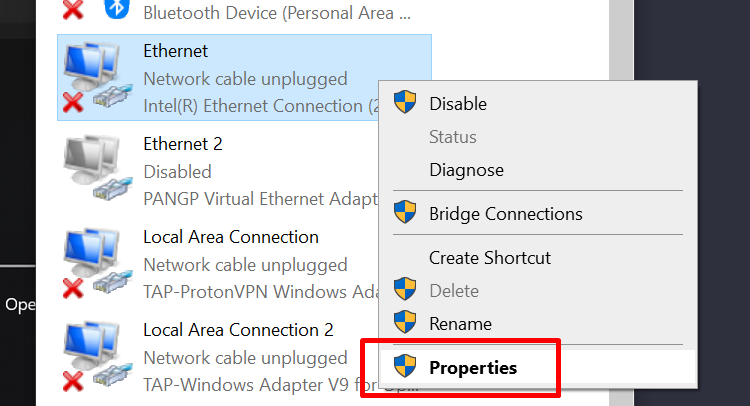 Bluetooth Device (Personal Area ...
Ethernet
Network cable unplugged
Intel(R) Ethernet Connection (2
Ethernet 2
Disabled
PANGP Virtual Ethernet Adapt
Local Area Connection
Network cable unplugged
TAP-ProtonVPN Windows Ada
Local Area Connection 2
Network cable unplugged
TAP-Windows Adapter V9 for Op...
Ope
Disable
Status
Diagnose
Bridge Connections
Create Shortcut
Delete
Rename
Properties